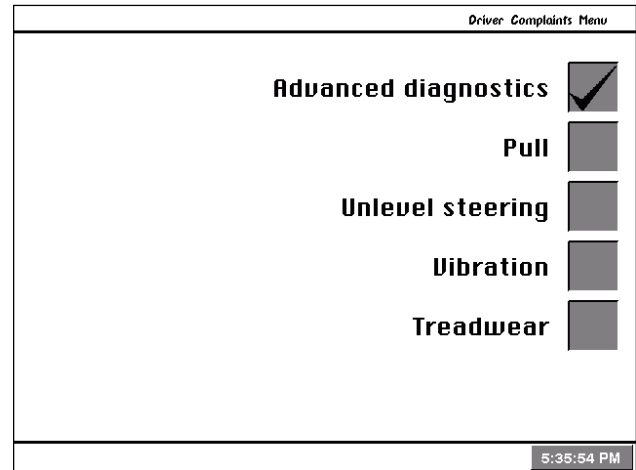 Driver Complaints Menu
Advanced diagnostics
Pull
Unlevel steering
Vibration
Treadwear
5:35:54 PM